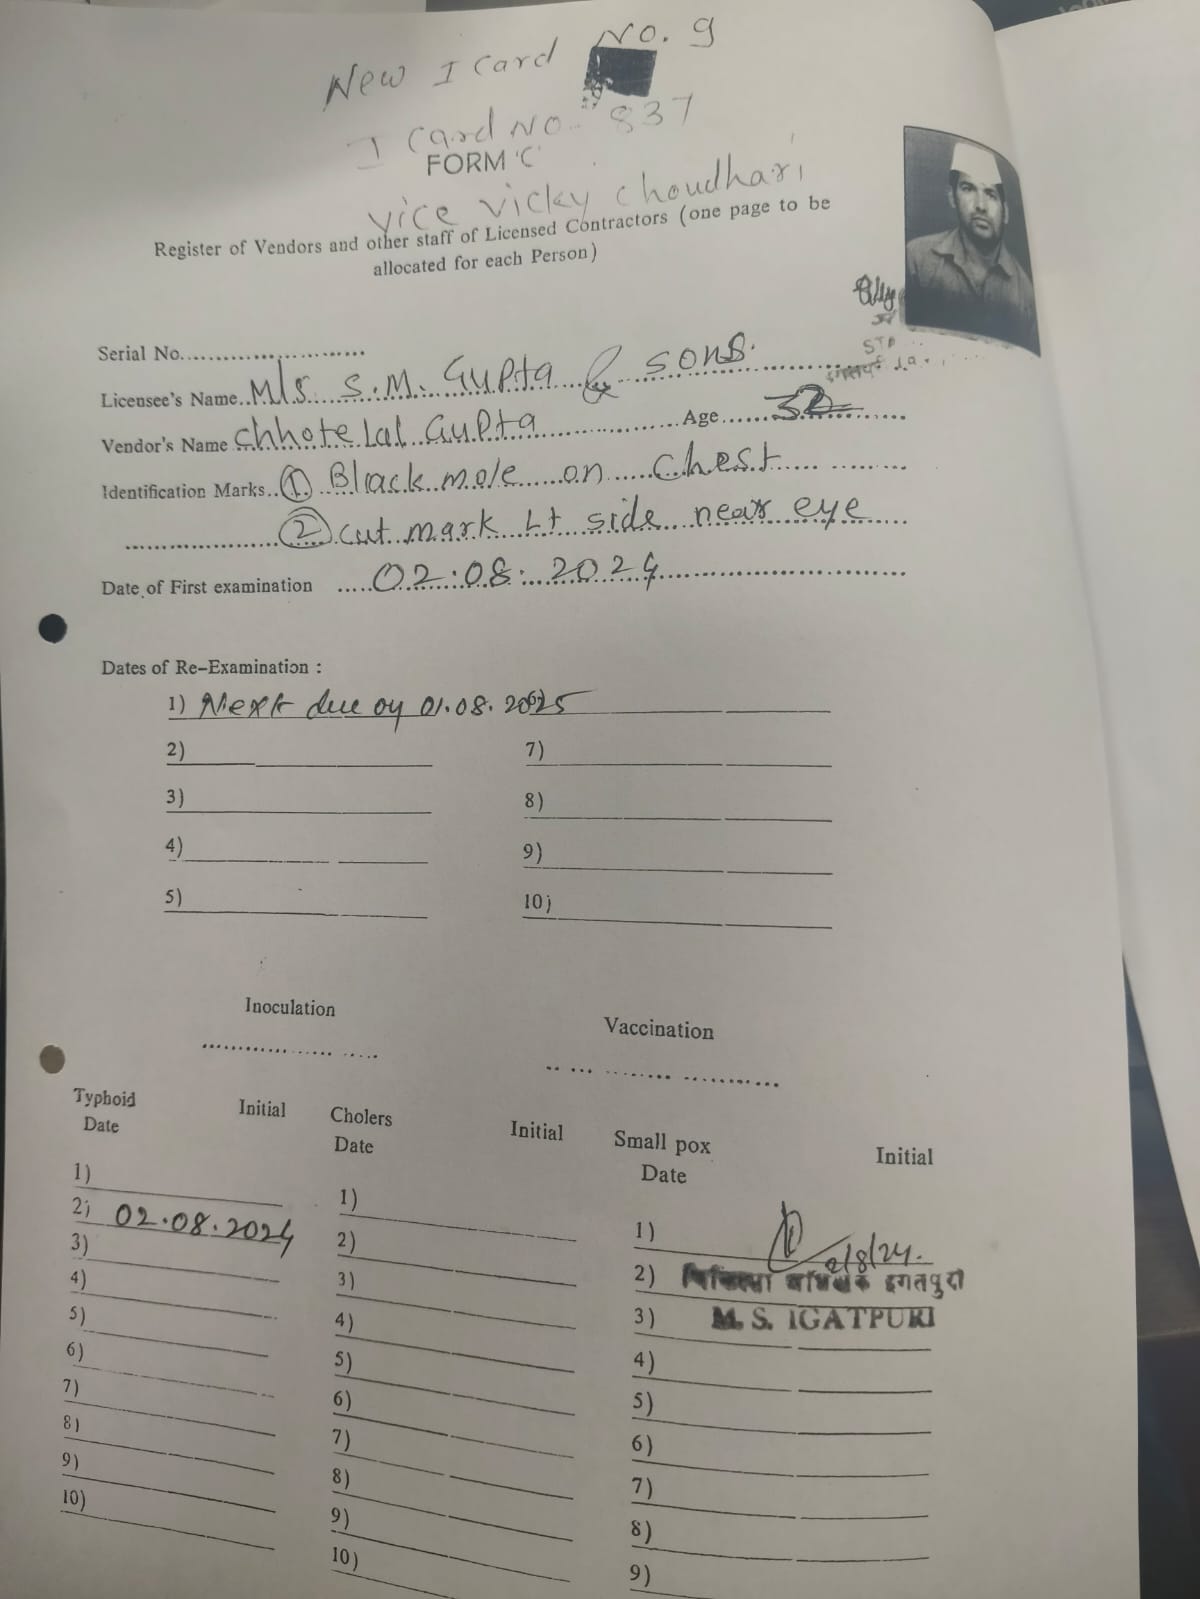 New I Card No. 9
I Card No. 837
FORM 'C'
vice vicky choudhari
Register of Vendors and other staff of Licensed Contractors (one page to be
allocated for each Person)
Serial No.
Licensee's Name M/s S.M. Gupta & sons.
Vendor's Name Chhote Lal Gupta Age 32
Identification Marks ① Black mole on chest
② cut mark Lt side near eye
Date of First examination 02.08.2024
Dates of Re-Examination :
1) Next due on 01.08.2025
2) 7)
3) 8)
4) 9)
5) 10)
Inoculation Vaccination
Typhoid Initial Cholers Initial Small pox Initial
Date Date Date
1) 1) 1) 2/8/24.
2) 02.08.2024 2) 2) चिकित्सा अधीक्षक इगतपुरी
3) 3) 3) M. S. IGATPURI
4) 4) 4)
5) 5) 5)
6) 6) 6)
7) 7) 7)
8) 8) 8)
9) 9) 9)
10) 10)